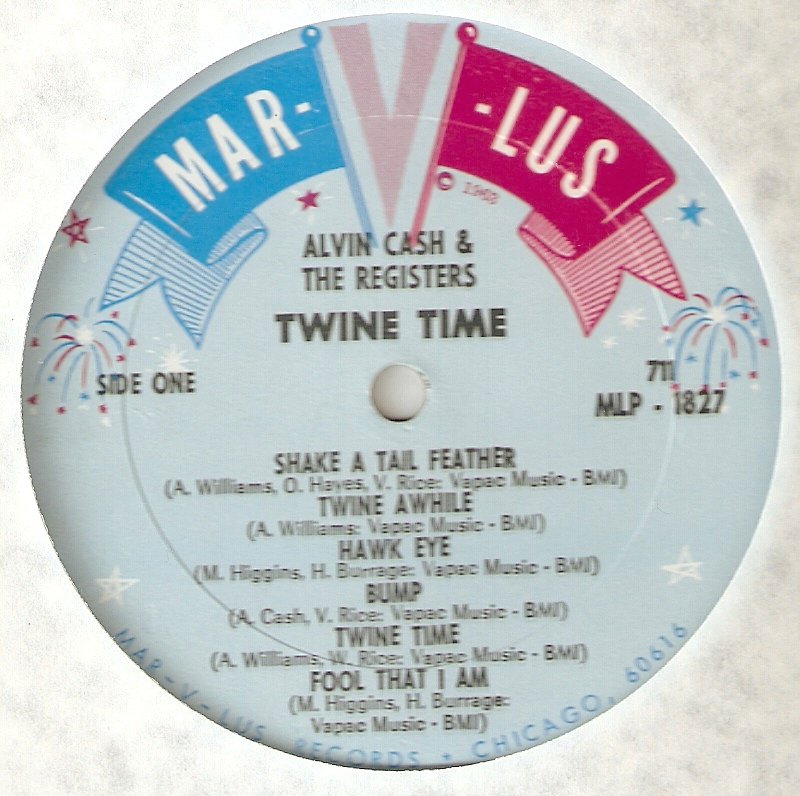 MAR-V-LUS
© 1963
ALVIN CASH &
THE REGISTERS
TWINE TIME
SIDE ONE
711
MLP - 1827
SHAKE A TAIL FEATHER
(A. Williams, O. Hayes, V. Rice: Vapac Music - BMI)
TWINE AWHILE
(A. Williams: Vapac Music - BMI)
HAWK EYE
(M. Higgins, H. Burrage: Vapac Music - BMI)
BUMP
(A. Cash, V. Rice: Vapac Music - BMI)
TWINE TIME
(A. Williams, W. Rice: Vapac Music - BMI)
FOOL THAT I AM
(M. Higgins, H. Burrage:
Vapac Music - BMI)
MAR-V-LUS RECORDS + CHICAGO, 60616